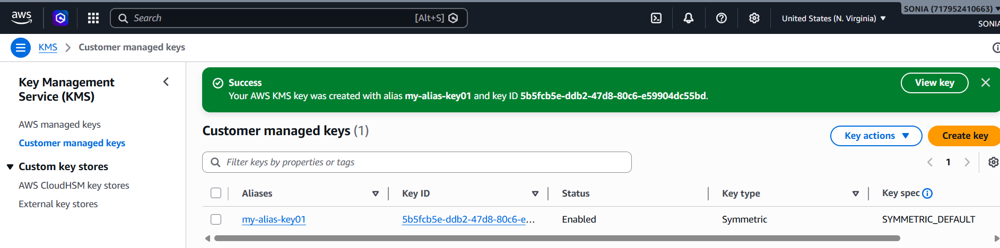 aws
Search
[Alt+S]
United States (N. Virginia)
SONIA (717952410663)
SONIA
KMS
Customer managed keys
Key Management
Service (KMS)
AWS managed keys
Customer managed keys
Custom key stores
AWS CloudHSM key stores
External key stores
Success
Your AWS KMS key was created with alias my-alias-key01 and key ID 5b5fcb5e-ddb2-47d8-80c6-e59904dc55bd.
View key
Customer managed keys (1)
Key actions
Create key
Filter keys by properties or tags
1
Aliases Key ID Status Key type Key spec
my-alias-key01 5b5fcb5e-ddb2-47d8-80c6-e... Enabled Symmetric SYMMETRIC_DEFAULT